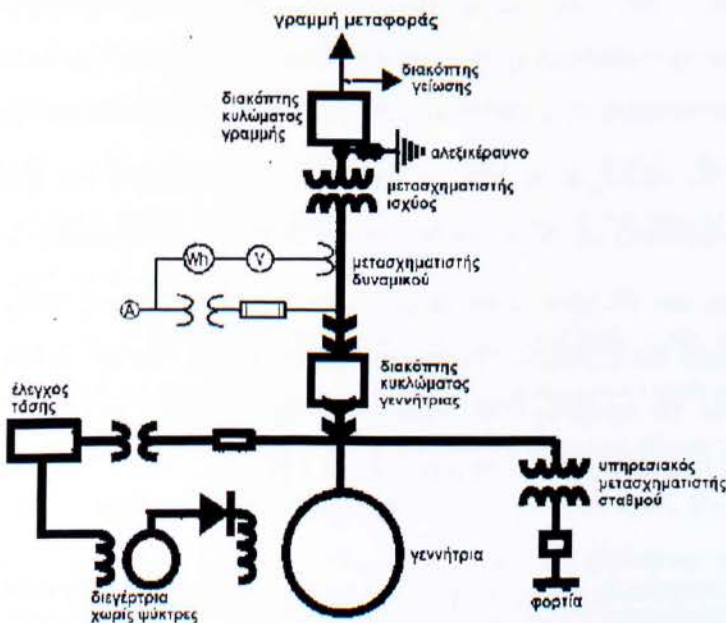 γραμμή μεταφοράς
διακόπτης
γείωσης
διακόπτης
κυλώματος
γραμμής
αλεξικέραυνο
μετασχηματιστής
ισχύος
Wh
V
μετασχηματιστής
δυναμικού
A
διακόπτης
κυκλώματος
γεννήτριας
έλεγχος
τάσης
υπηρεσιακός
μετασχηματιστής
σταθμού
γεννήτρια
διεγέρτρια
χωρίς ψύκτρες
φορτία